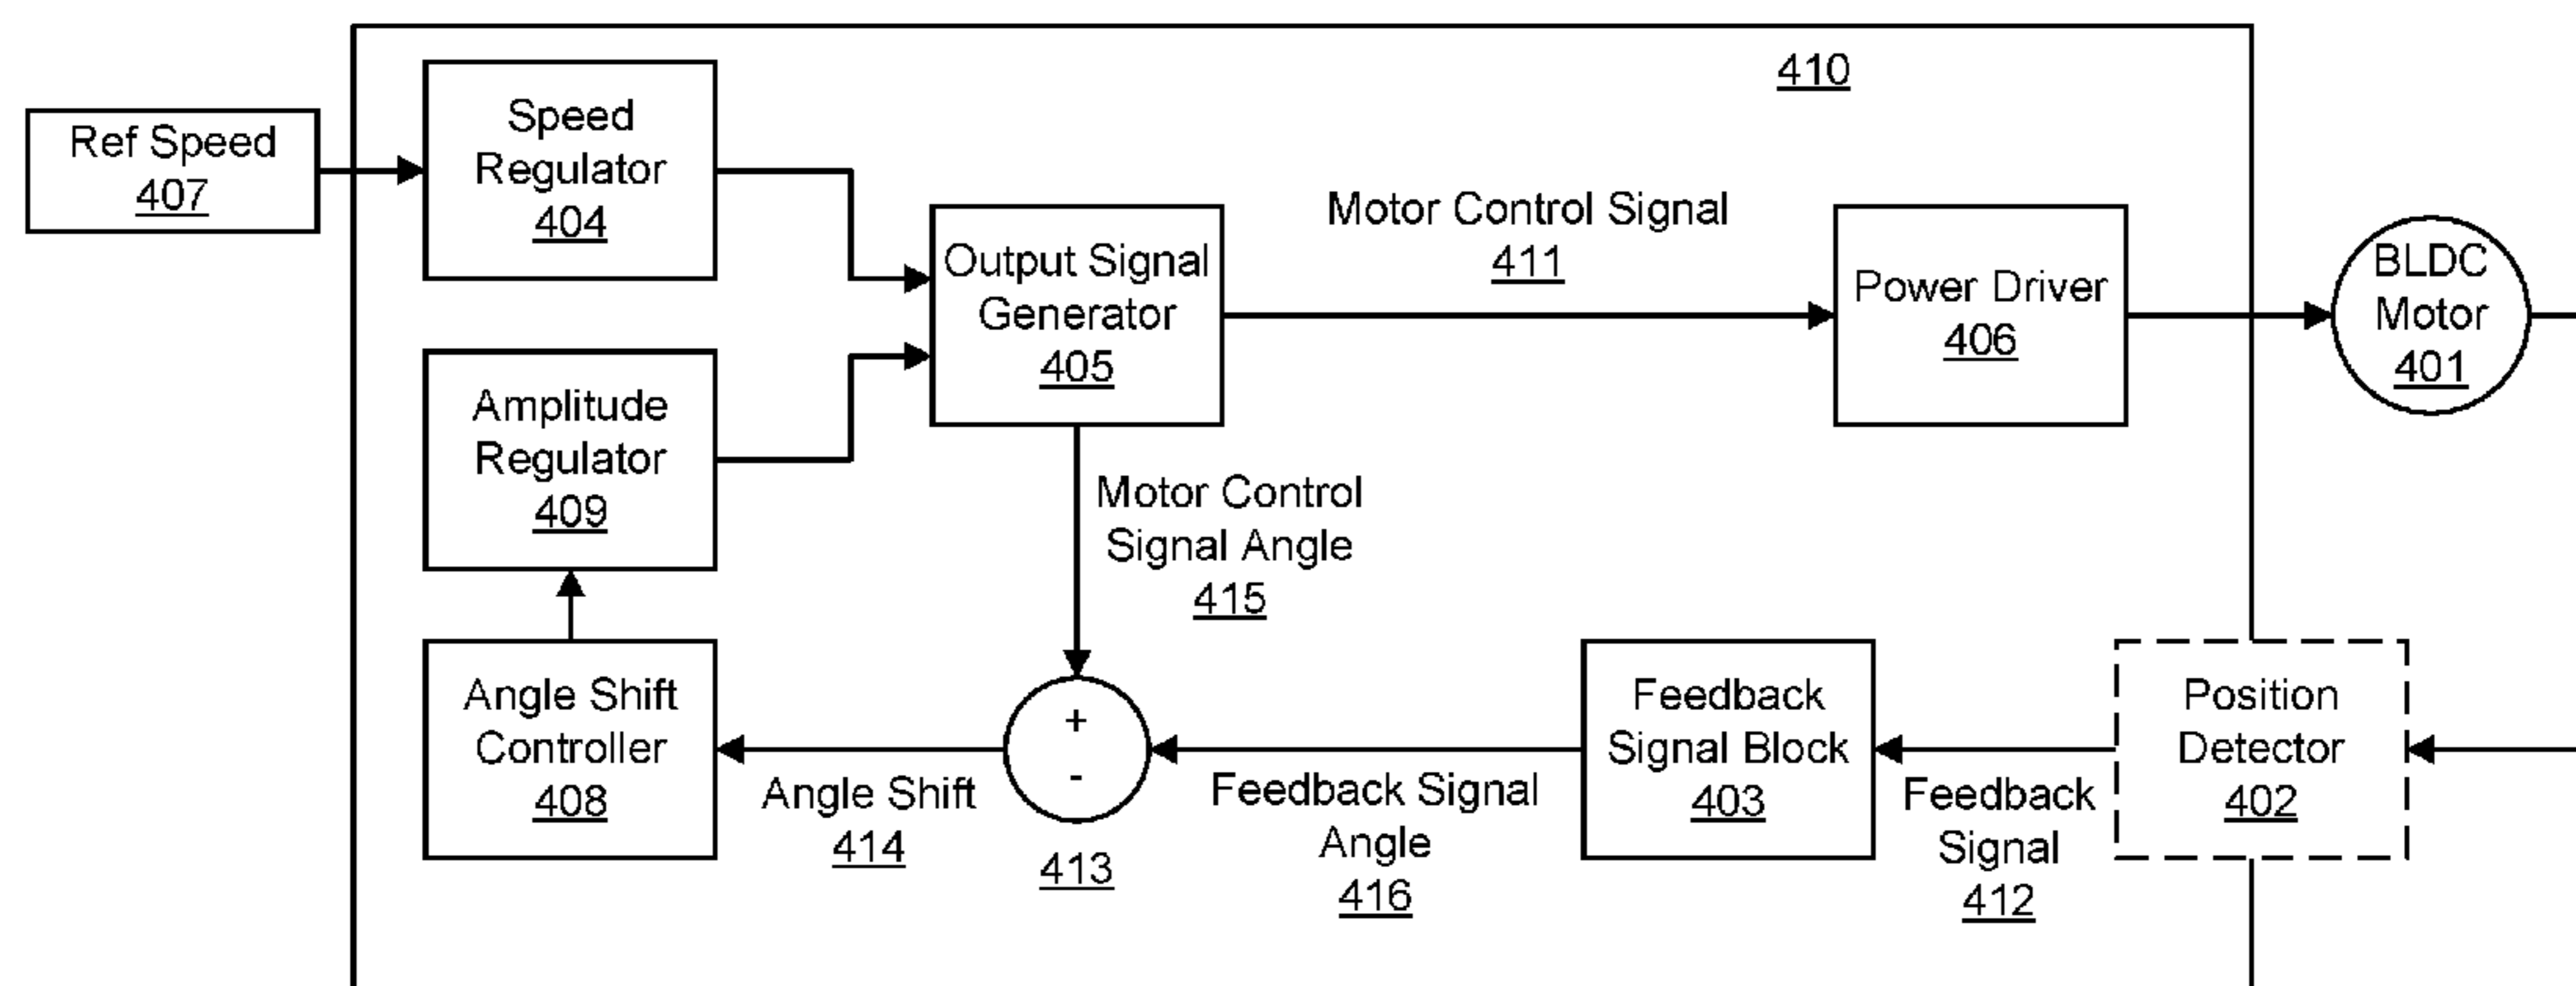 410
Ref Speed
407
Speed
Regulator
404
Output Signal
Generator
405
Motor Control Signal
411
Power Driver
406
BLDC
Motor
401
Amplitude
Regulator
409
Motor Control
Signal Angle
415
Angle Shift
Controller
408
Angle Shift
414
+
-
413
Feedback Signal
Angle
416
Feedback
Signal Block
403
Feedback
Signal
412
Position
Detector
402